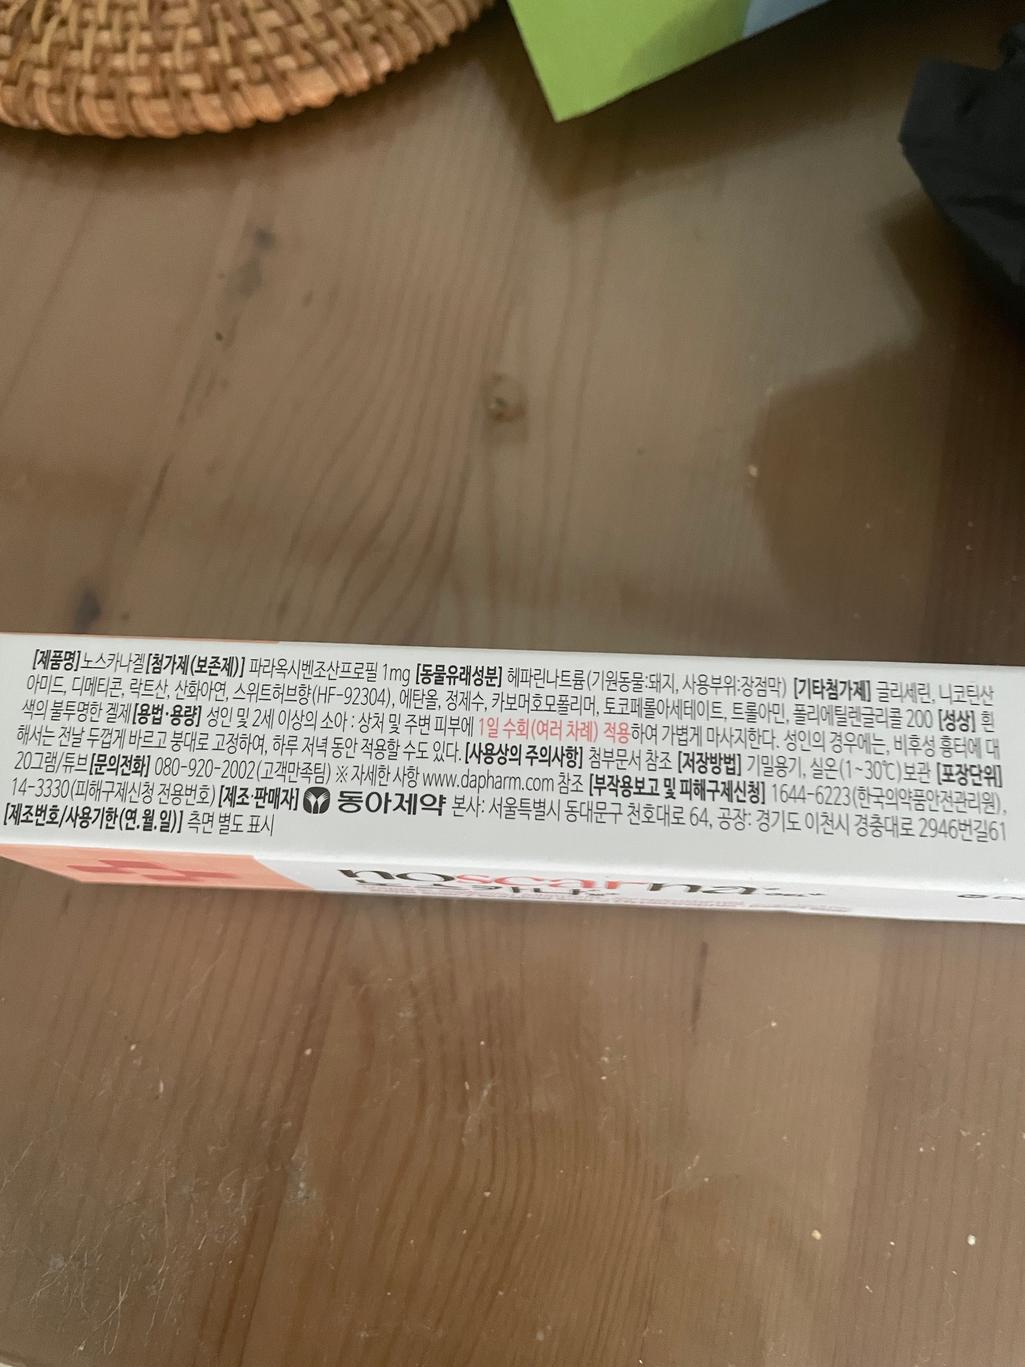 [제품명] 노스카나겔 [첨가제(보존제)] 파라옥시벤조산프로필 1mg [동물유래성분] 헤파린나트륨(기원동물:돼지, 사용부위:장점막) [기타첨가제] 글리세린, 니코틴산
아미드, 디메티콘, 락트산, 산화아연, 스위트허브향(HF-92304), 에탄올, 정제수, 카보머호모폴리머, 토코페롤아세테이트, 트롤아민, 폴리에틸렌글리콜 200 [성상] 흰
색의 불투명한 겔제 [용법·용량] 성인 및 2세 이상의 소아 : 상처 및 주변 피부에 1일 수회(여러 차례) 적용하여 가볍게 마사지한다. 성인의 경우에는, 비후성 흉터에 대
해서는 전날 두껍게 바르고 붕대로 고정하여, 하루 저녁 동안 적용할 수도 있다. [사용상의 주의사항] 첨부문서 참조 [저장방법] 기밀용기, 실온(1~30℃)보관 [포장단위]
20그램/튜브 [문의전화] 080-920-2002(고객만족팀) ※ 자세한 사항 www.dapharm.com 참조 [부작용보고 및 피해구제신청] 1644-6223(한국의약품안전관리원),
14-3330(피해구제신청 전용번호) [제조·판매자] 동아제약 본사: 서울특별시 동대문구 천호대로 64, 공장: 경기도 이천시 경충대로 2946번길61
[제조번호/사용기한(연.월.일)] 측면 별도 표시
noscarna